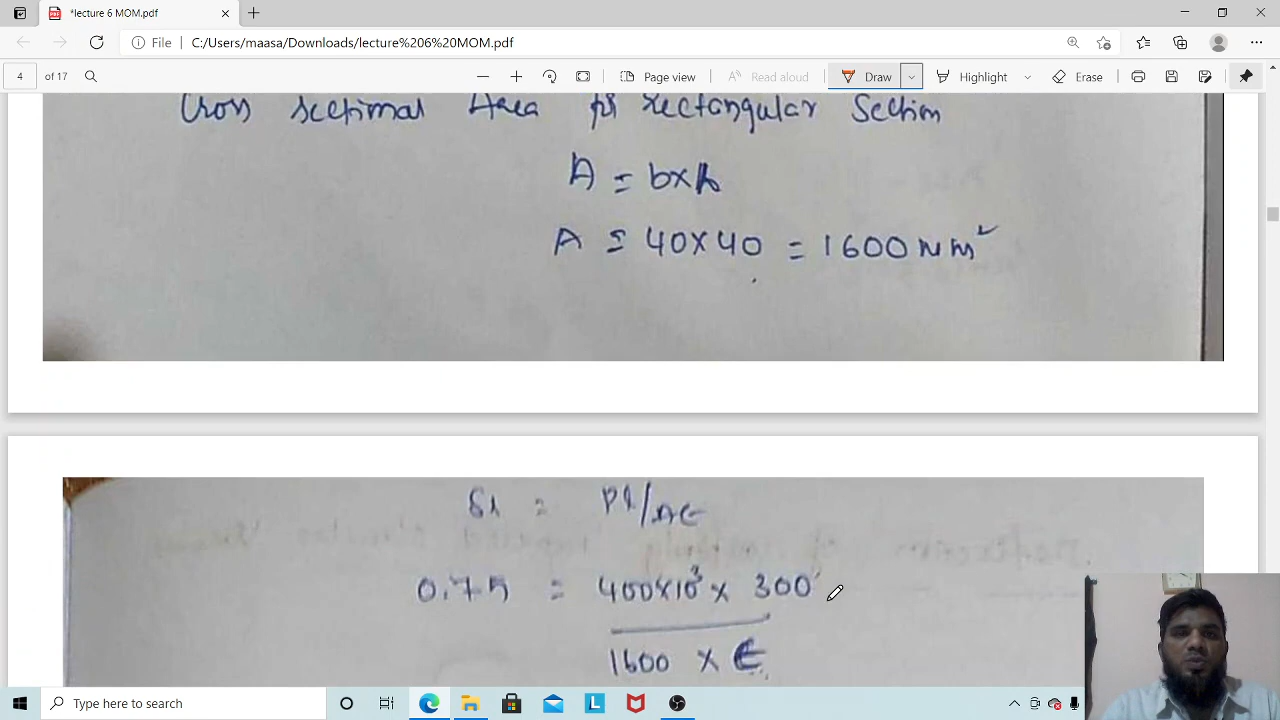 *lecture 6 MOM.pdf
File C:/Users/maasa/Downloads/lecture%206%20MOM.pdf
4 of 17 Page view Read aloud Draw Highlight Erase
Cross sectional Area of rectangular Section
A = b×h
A = 40×40 = 1600 mm²
δl = Pl/AE
0.75 = 400×10³ × 300
1600 × E
Type here to search